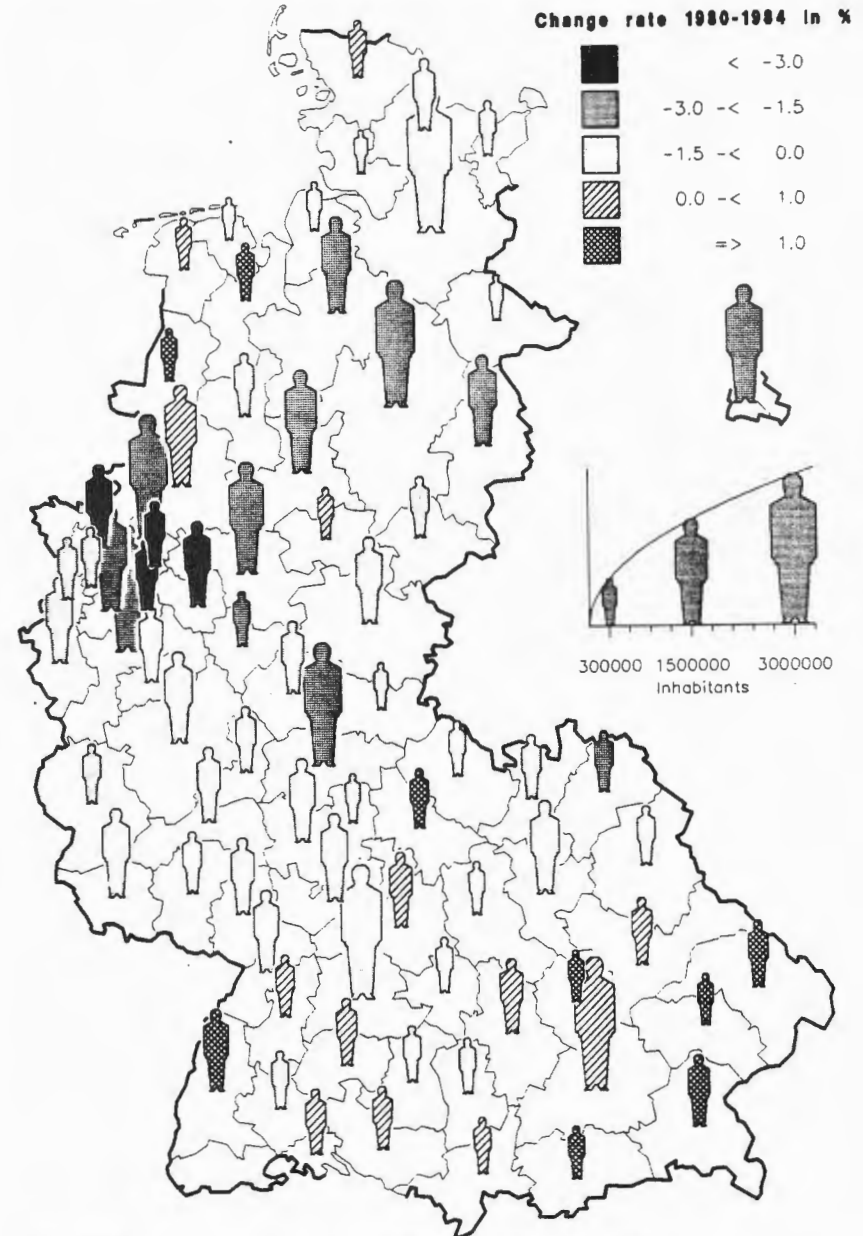 Change rate 1980-1984 in %
< -3.0
-3.0 -< -1.5
-1.5 -< 0.0
0.0 -< 1.0
=> 1.0
300000 1500000 3000000
Inhabitants